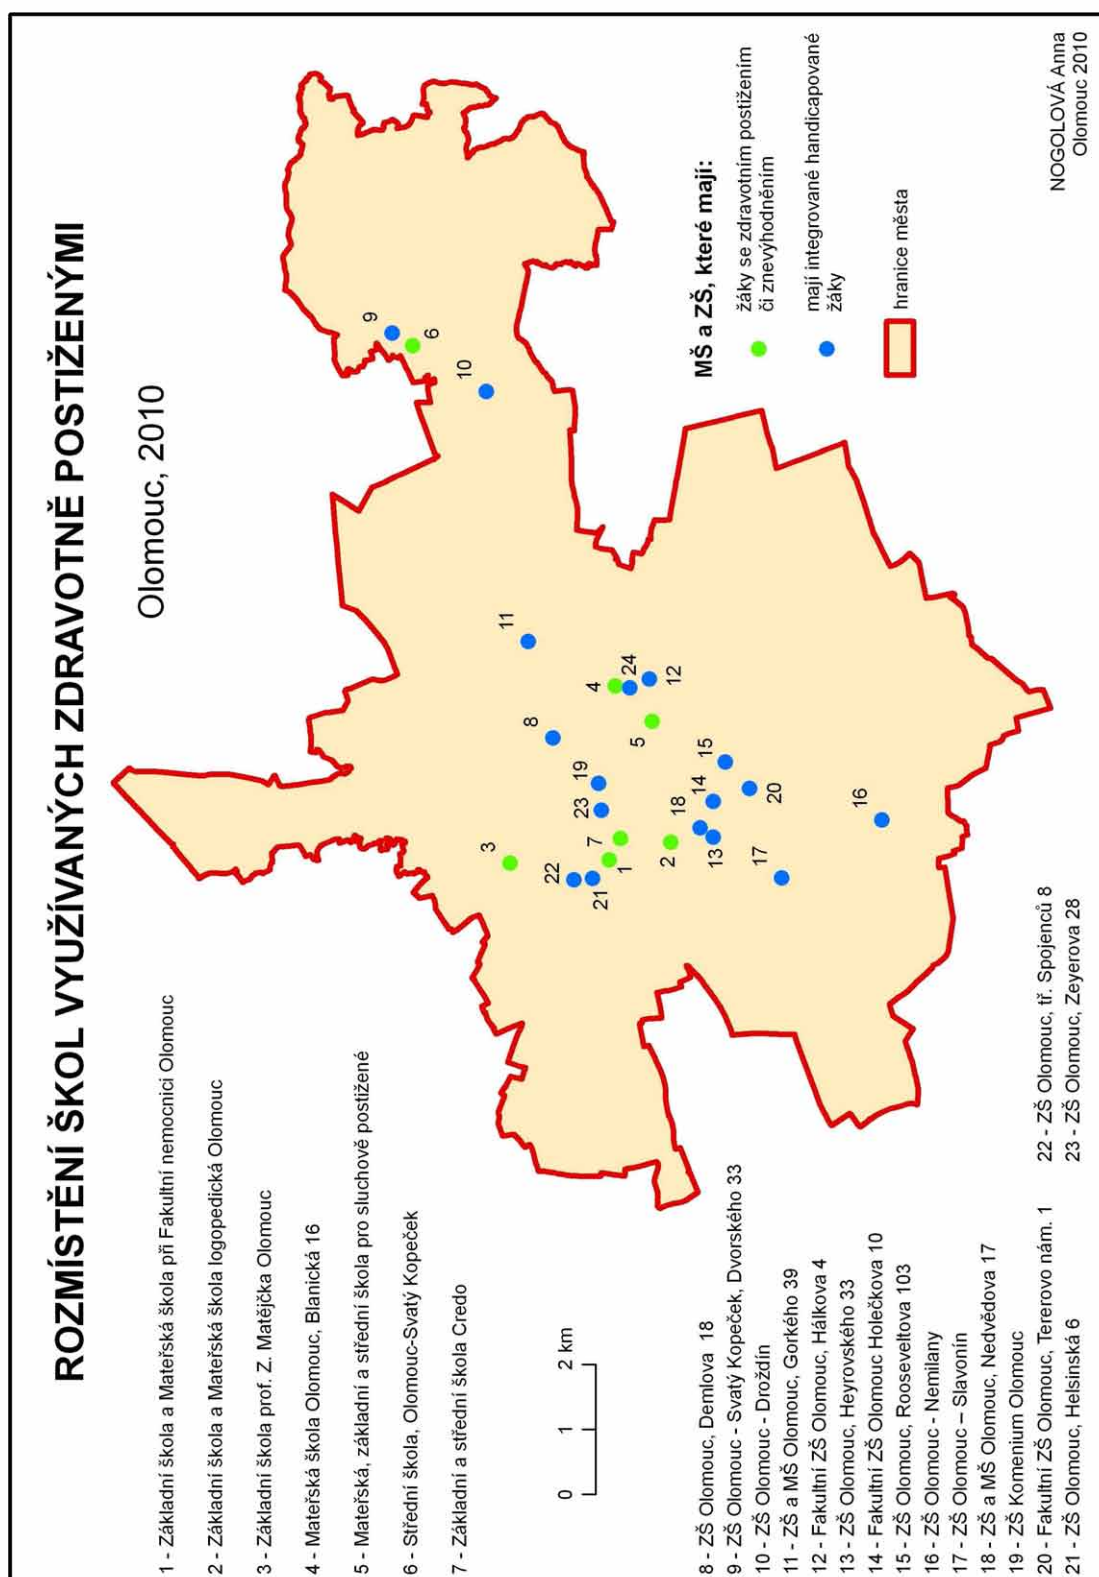 ROZMÍSTĚNÍ ŠKOL VYUŽÍVANÝCH ZDRAVOTNĚ POSTIŽENÝMI
Olomouc, 2010
1 - Základní škola a Mateřská škola při Fakultní nemocnici Olomouc
2 - Základní škola a Mateřská škola logopedická Olomouc
3 - Základní škola prof. Z. Matějčka Olomouc
4 - Mateřská škola Olomouc, Blanická 16
5 - Mateřská, základní a střední škola pro sluchově postižené
6 - Střední škola, Olomouc-Svatý Kopeček
7 - Základní a střední škola Credo
9
6
10
11
8
4
24
12
5
19
23
3
7
22
21
1
2
18
14
15
13
20
17
16
0 1 2 km
MŠ a ZŠ, které mají:
žáky se zdravotním postižením
či znevýhodněním
mají integrované handicapované
žáky
hranice města
8 - ZŠ Olomouc, Demlova 18
9 - ZŠ Olomouc - Svatý Kopeček, Dvorského 33
10 - ZŠ Olomouc - Droždín
11 - ZŠ a MŠ Olomouc, Gorkého 39
12 - Fakultní ZŠ Olomouc, Hálkova 4
13 - ZŠ Olomouc, Heyrovského 33
14 - Fakultní ZŠ Olomouc Holečkova 10
15 - ZŠ Olomouc, Rooseveltova 103
16 - ZŠ Olomouc - Nemilany
17 - ZŠ Olomouc – Slavonín
18 - ZŠ a MŠ Olomouc, Nedvědova 17
19 - ZŠ Komenium Olomouc
20 - Fakultní ZŠ Olomouc, Tererovo nám. 1
21 - ZŠ Olomouc, Helsinská 6
22 - ZŠ Olomouc, tř. Spojenců 8
23 - ZŠ Olomouc, Zeyerova 28
NOGOLOVÁ Anna
Olomouc 2010